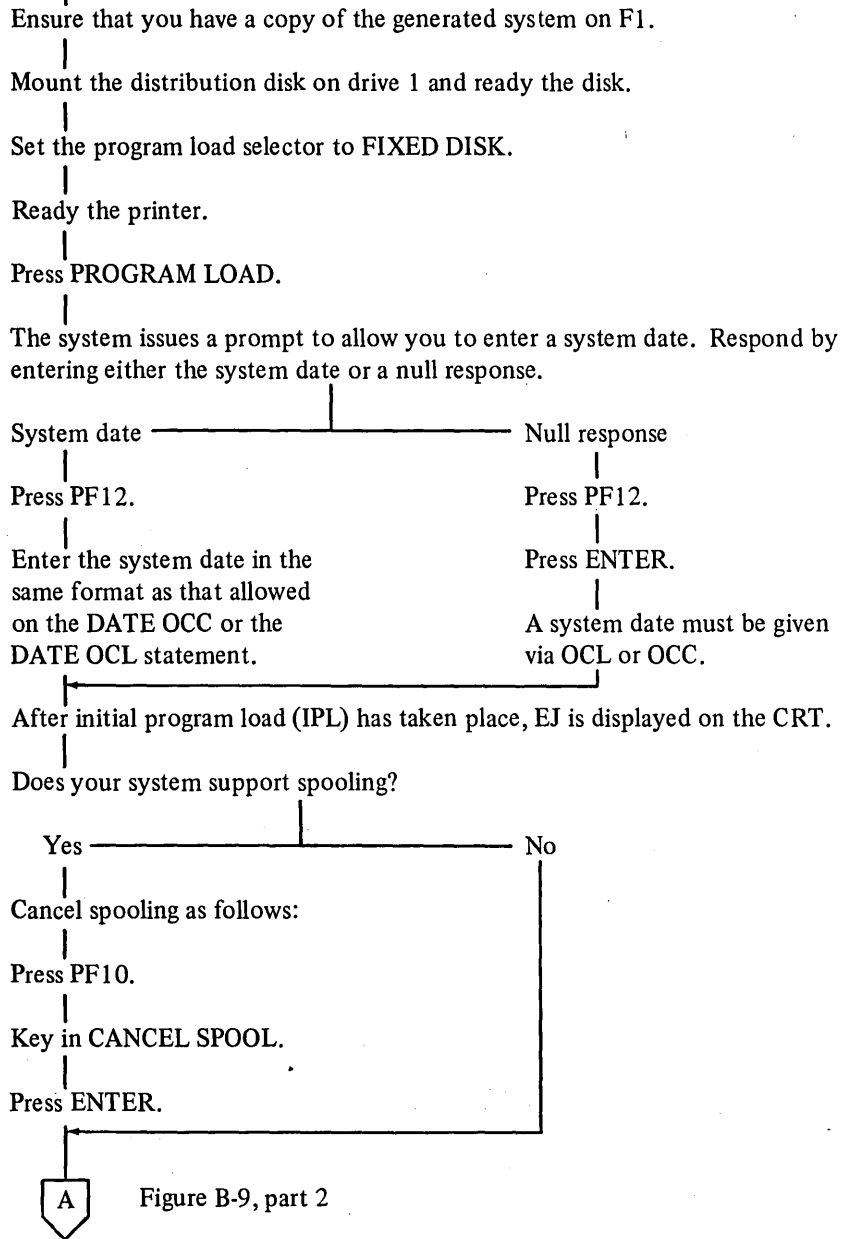 Ensure that you have a copy of the generated system on F1.
Mount the distribution disk on drive 1 and ready the disk.
Set the program load selector to FIXED DISK.
Ready the printer.
Press PROGRAM LOAD.
The system issues a prompt to allow you to enter a system date. Respond by
entering either the system date or a null response.
System date
Null response
Press PF12.
Press PF12.
Enter the system date in the
same format as that allowed
on the DATE OCC or the
DATE OCL statement.
Press ENTER.
A system date must be given
via OCL or OCC.
After initial program load (IPL) has taken place, EJ is displayed on the CRT.
Does your system support spooling?
Yes
No
Cancel spooling as follows:
Press PF10.
Key in CANCEL SPOOL.
Press ENTER.
A
Figure B-9, part 2